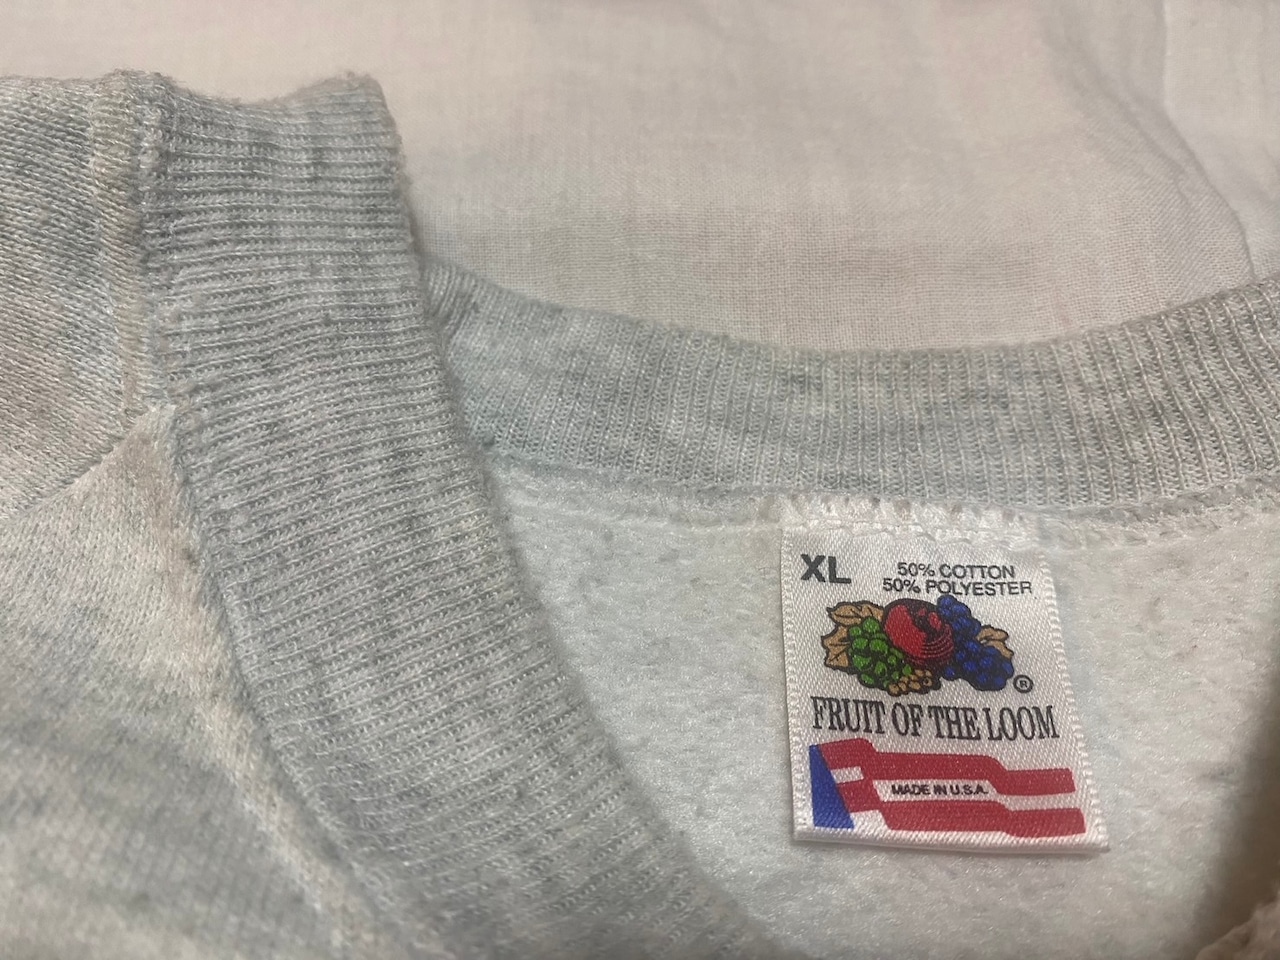 XL
50% COTTON
50% POLYESTER
®
FRUIT OF THE LOOM
MADE IN U.S.A.